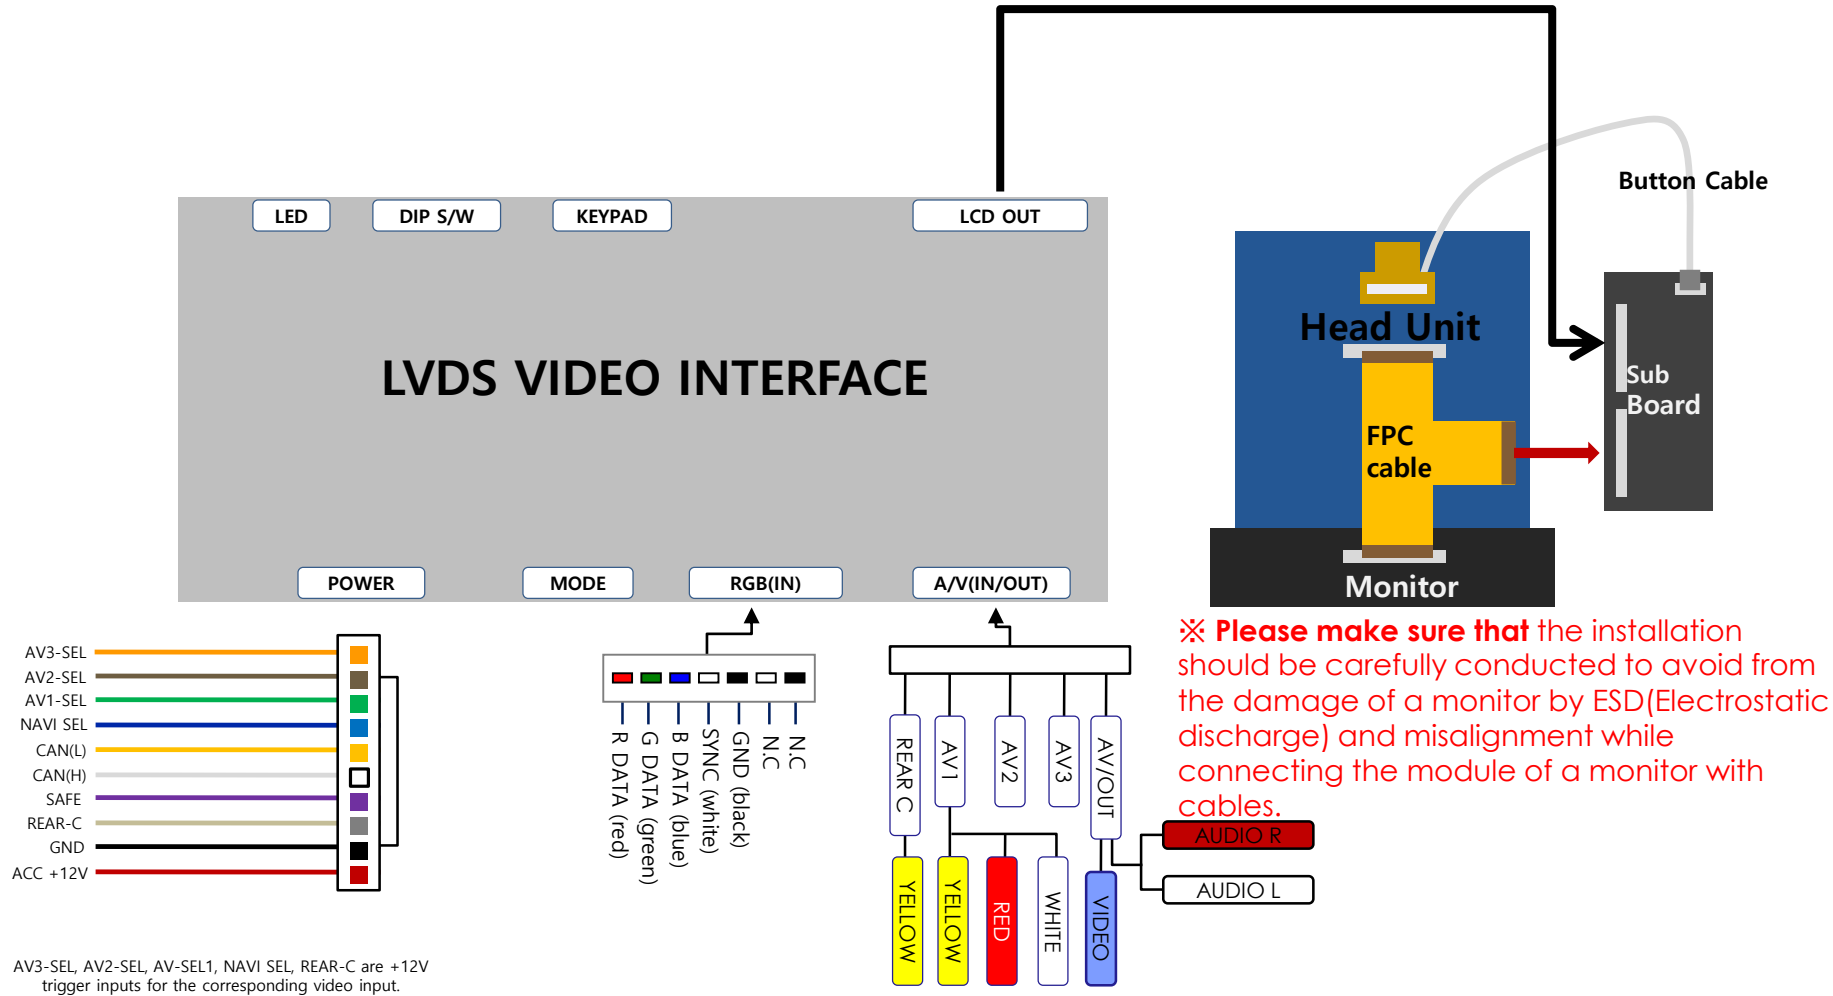 Button Cable
LED
DIP S/W
KEYPAD
LCD OUT
Head Unit
LVDS VIDEO INTERFACE
Sub
Board
FPC
cable
POWER
MODE
RGB(IN)
A/V(IN/OUT)
Monitor
※ Please make sure that the installation
should be carefully conducted to avoid from
the damage of a monitor by ESD(Electrostatic
discharge) and misalignment while
connecting the module of a monitor with
cables.
AV3-SEL
AV2-SEL
AV1-SEL
NAVI SEL
CAN(L)
CAN(H)
SAFE
REAR-C
GND
ACC +12V
R DATA (red)
G DATA (green)
B DATA (blue)
SYNC (white)
GND (black)
N.C
N.C
REAR C
AV1
AV2
AV3
AV/OUT
AUDIO R
AUDIO L
YELLOW
YELLOW
RED
WHITE
VIDEO
AV3-SEL, AV2-SEL, AV-SEL1, NAVI SEL, REAR-C are +12V
trigger inputs for the corresponding video input.